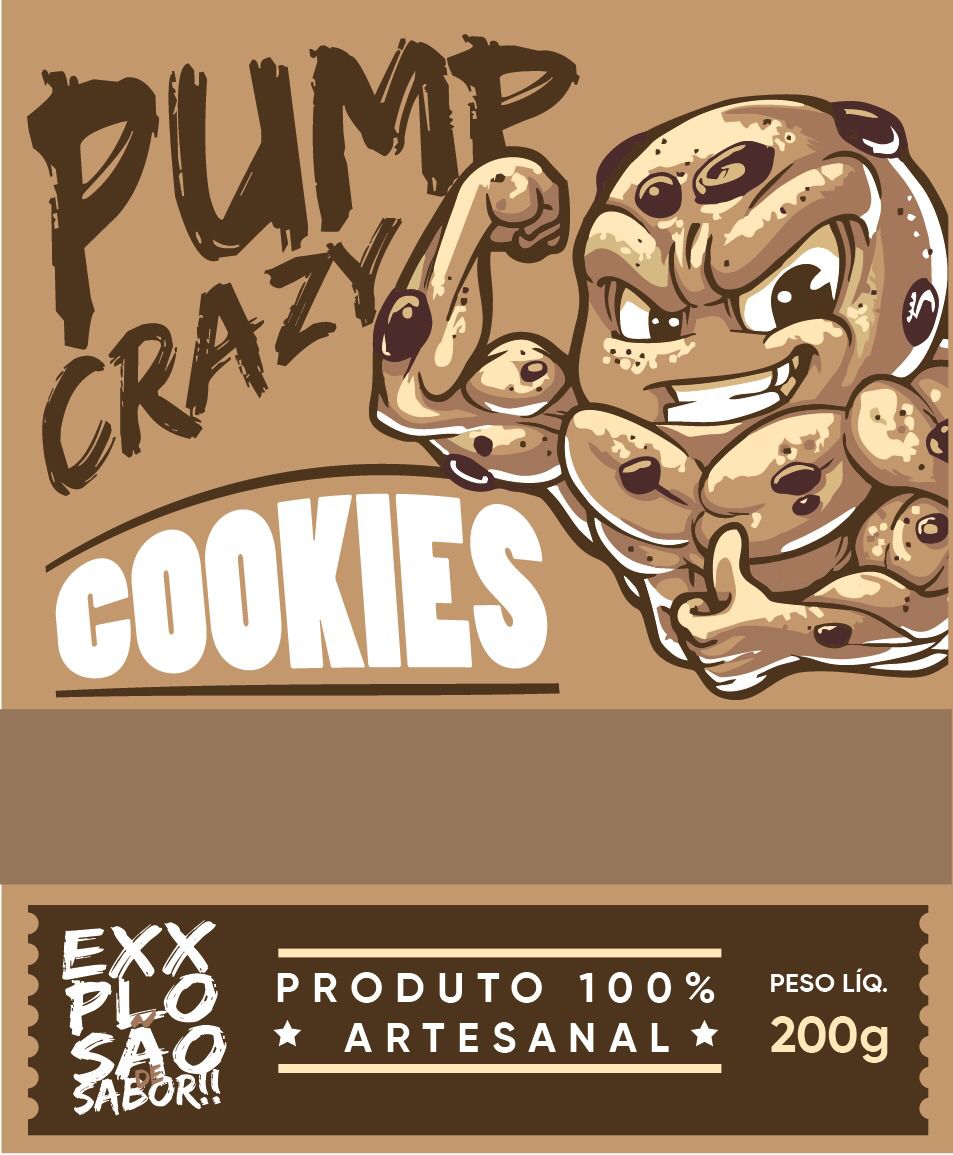 PUMP
CRAZY
COOKIES
EXX
PLO
SÃO
DE
SABOR!!
PRODUTO 100%
ARTESANAL
PESO LÍQ.
200g